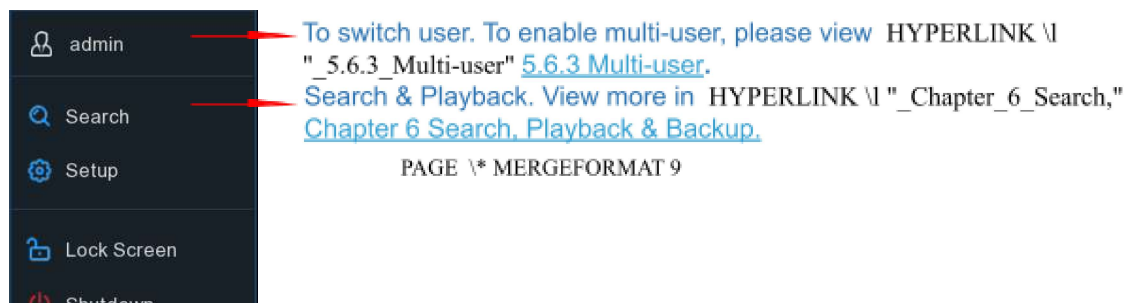 admin
To switch user. To enable multi-user, please view HYPERLINK \l
"_5.6.3_Multi-user" 5.6.3 Multi-user.
Search
Search & Playback. View more in HYPERLINK \l "_Chapter_6_Search,"
Chapter 6 Search, Playback & Backup.
Setup
PAGE \* MERGEFORMAT 9
Lock Screen
Shutdown